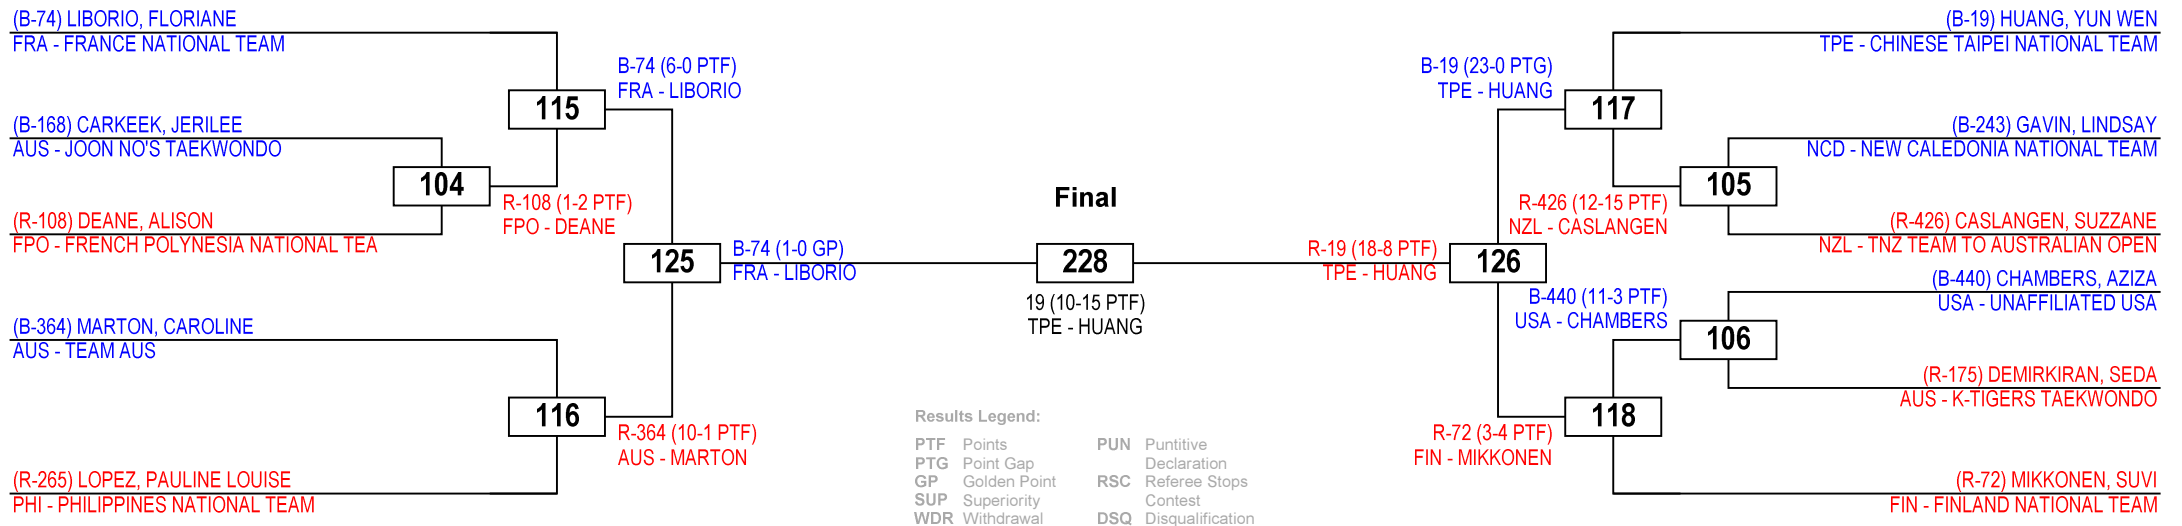 (B-74) LIBORIO, FLORIANE
FRA - FRANCE NATIONAL TEAM
(B-168) CARKEEK, JERILEE
AUS - JOON NO'S TAEKWONDO
(R-108) DEANE, ALISON
FPO - FRENCH POLYNESIA NATIONAL TEA
(B-364) MARTON, CAROLINE
AUS - TEAM AUS
(R-265) LOPEZ, PAULINE LOUISE
PHI - PHILIPPINES NATIONAL TEAM
104
115
116
R-108 (1-2 PTF)
FPO - DEANE
B-74 (6-0 PTF)
FRA - LIBORIO
R-364 (10-1 PTF)
AUS - MARTON
125
B-74 (1-0 GP)
FRA - LIBORIO
Final
228
19 (10-15 PTF)
TPE - HUANG
R-19 (18-8 PTF)
TPE - HUANG
126
B-19 (23-0 PTG)
TPE - HUANG
R-72 (3-4 PTF)
FIN - MIKKONEN
117
118
R-426 (12-15 PTF)
NZL - CASLANGEN
B-440 (11-3 PTF)
USA - CHAMBERS
105
106
(B-19) HUANG, YUN WEN
TPE - CHINESE TAIPEI NATIONAL TEAM
(B-243) GAVIN, LINDSAY
NCD - NEW CALEDONIA NATIONAL TEAM
(R-426) CASLANGEN, SUZZANE
NZL - TNZ TEAM TO AUSTRALIAN OPEN
(B-440) CHAMBERS, AZIZA
USA - UNAFFILIATED USA
(R-175) DEMIRKIRAN, SEDA
AUS - K-TIGERS TAEKWONDO
(R-72) MIKKONEN, SUVI
FIN - FINLAND NATIONAL TEAM
Results Legend:
PTF Points
PTG Point Gap
GP Golden Point
SUP Superiority
WDR Withdrawal
PUN Puntitive
Declaration
RSC Referee Stops
Contest
DSQ Disqualification